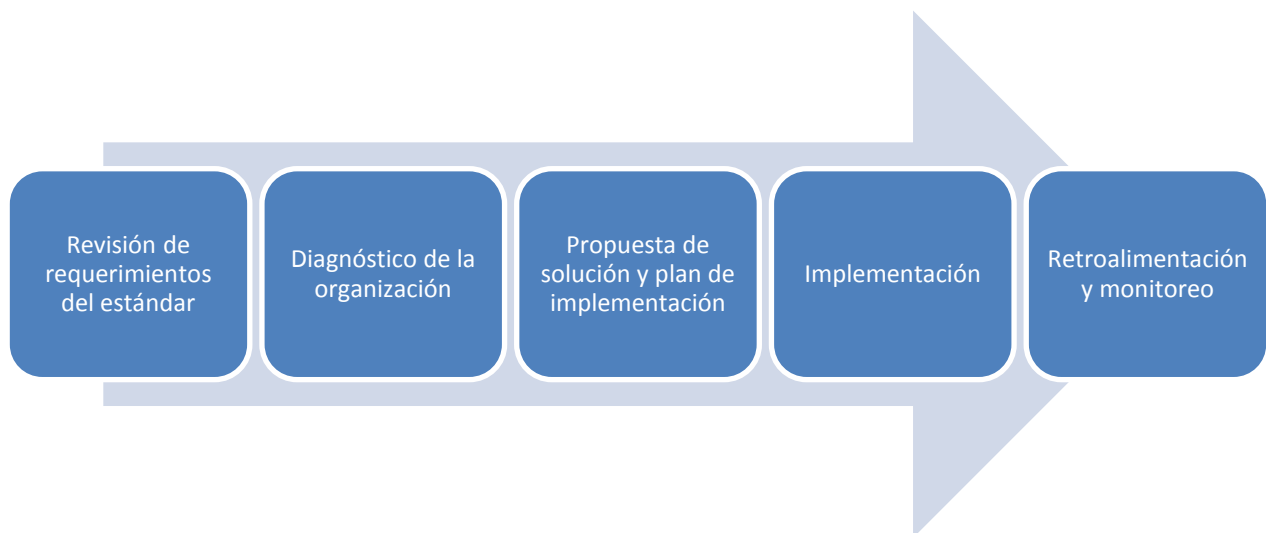 Revisión de
requerimientos
del estándar
Diagnóstico de la
organización
Propuesta de
solución y plan de
implementación
Implementación
Retroalimentación
y monitoreo